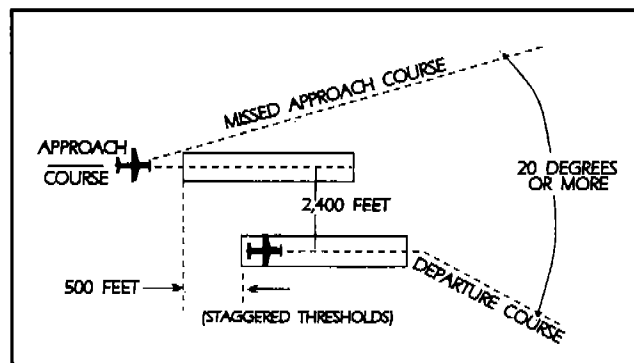 MISSED APPROACH COURSE
APPROACH
COURSE
20 DEGREES
OR MORE
2,400 FEET
500 FEET
(STAGGERED THRESHOLDS)
DEPARTURE COURSE